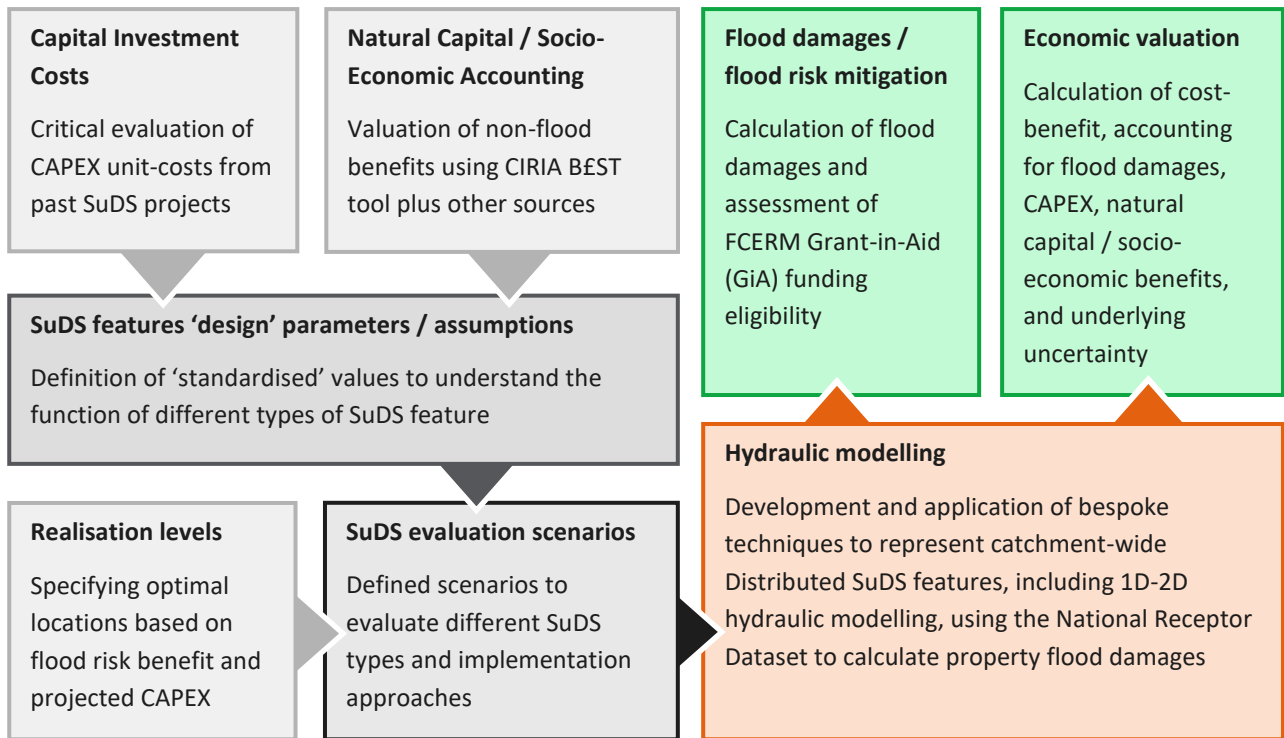 Capital Investment
Costs
Critical evaluation of
CAPEX unit-costs from
past SuDS projects
Natural Capital / Socio-
Economic Accounting
Valuation of non-flood
benefits using CIRIA B£ST
tool plus other sources
Flood damages /
flood risk mitigation
Calculation of flood
damages and
assessment of
FCERM Grant-in-Aid
(GiA) funding
eligibility
Economic valuation
Calculation of cost-
benefit, accounting
for flood damages,
CAPEX, natural
capital / socio-
economic benefits,
and underlying
uncertainty
SuDS features ‘design’ parameters / assumptions
Definition of ‘standardised’ values to understand the
function of different types of SuDS feature
Realisation levels
Specifying optimal
locations based on
flood risk benefit and
projected CAPEX
SuDS evaluation scenarios
Defined scenarios to
evaluate different SuDS
types and implementation
approaches
Hydraulic modelling
Development and application of bespoke
techniques to represent catchment-wide
Distributed SuDS features, including 1D-2D
hydraulic modelling, using the National Receptor
Dataset to calculate property flood damages